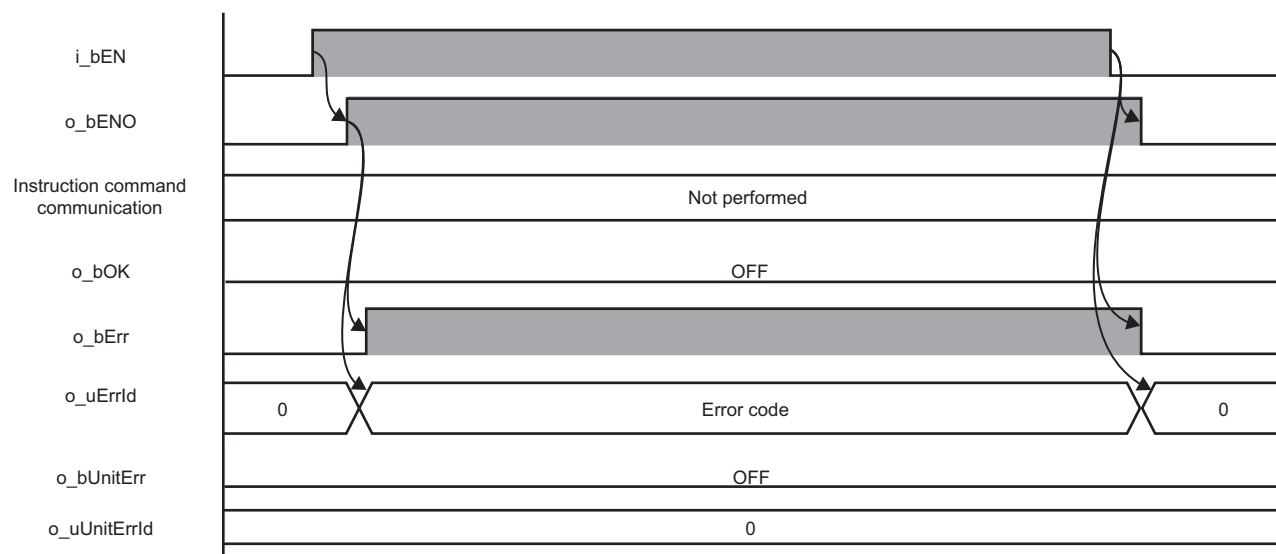 i_bEN
o_bENO
Instruction command
communication
Not performed
o_bOK
OFF
o_bErr
o_uErrId
0
Error code
0
o_bUnitErr
OFF
o_uUnitErrId
0